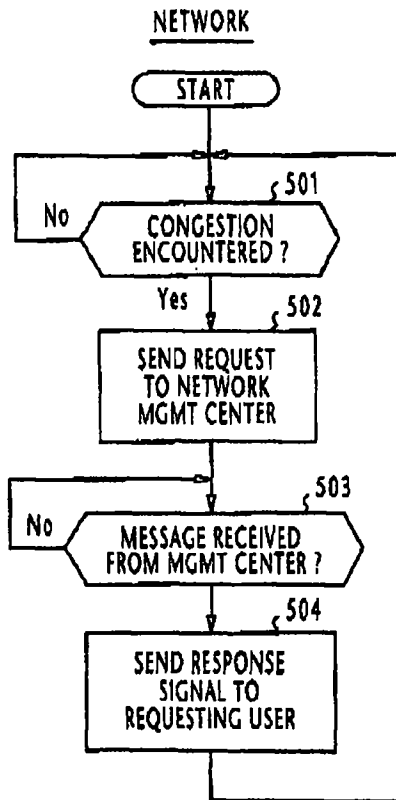 NETWORK
START
501
No
CONGESTION
ENCOUNTERED ?
Yes
502
SEND REQUEST
TO NETWORK
MGMT CENTER
503
No
MESSAGE RECEIVED
FROM MGMT CENTER ?
504
SEND RESPONSE
SIGNAL TO
REQUESTING USER